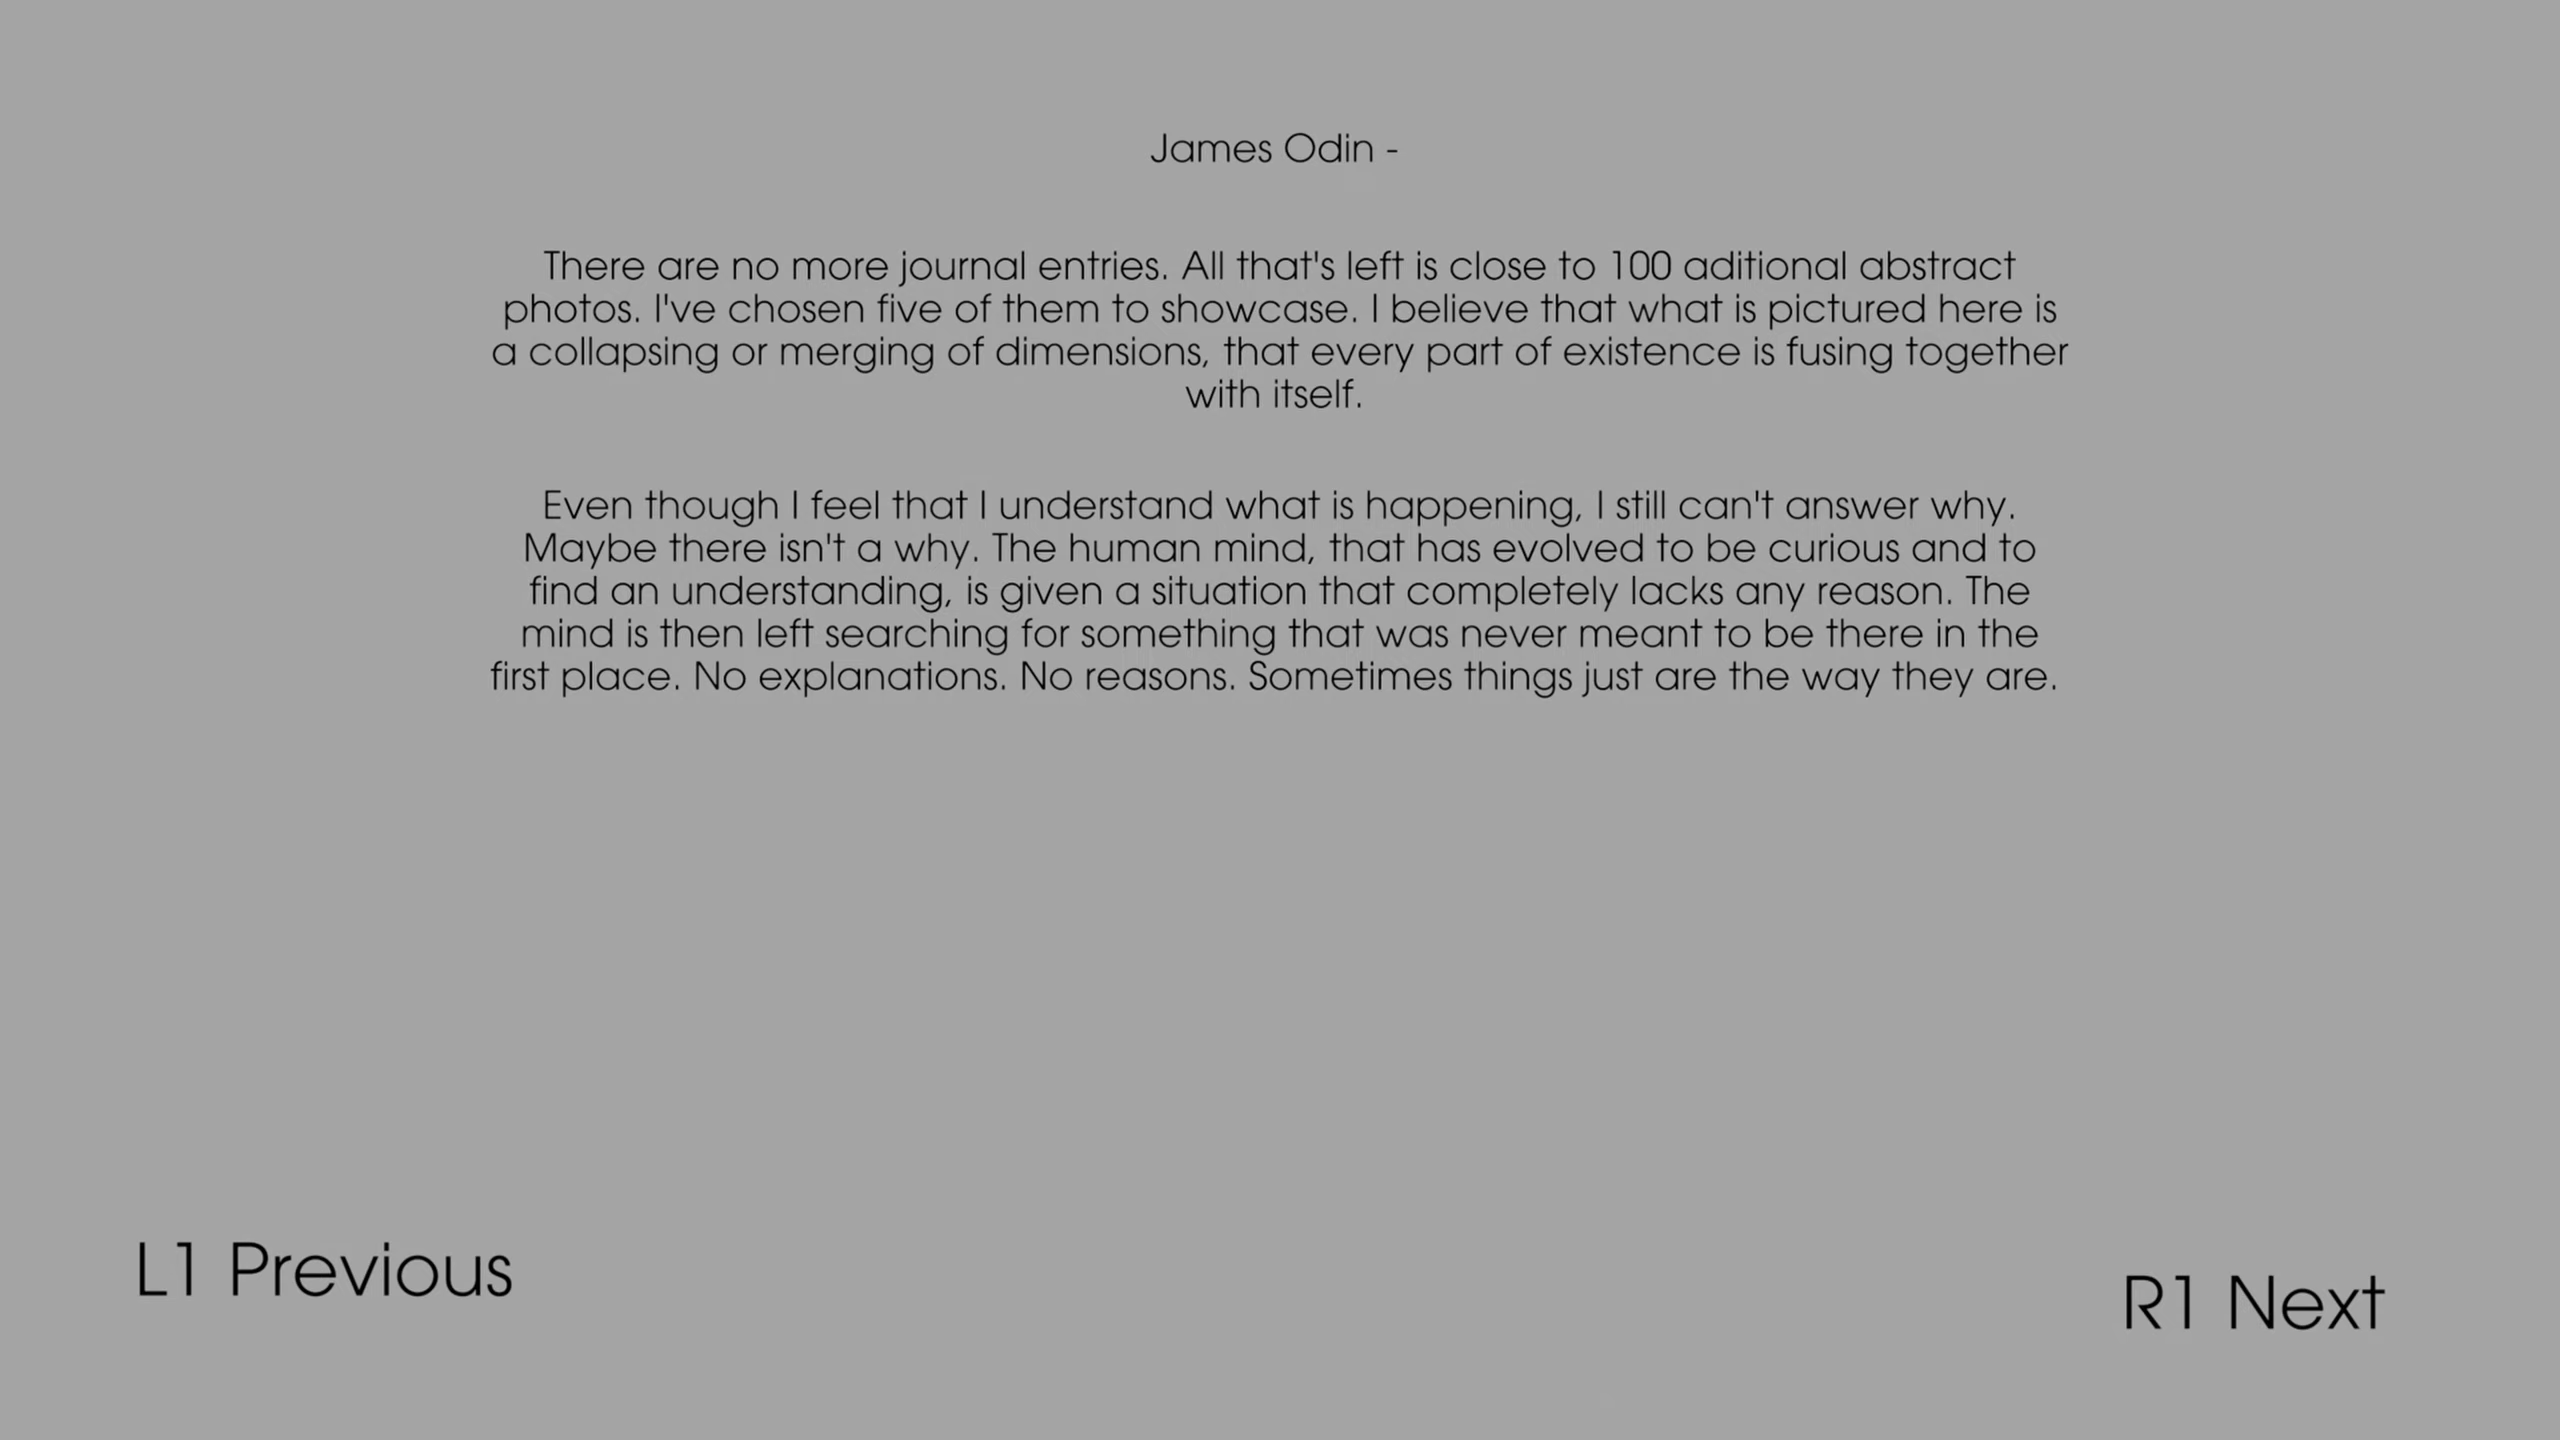 James Odin -
There are no more journal entries. All that's left is close to 100 aditional abstract
photos. I've chosen five of them to showcase. I believe that what is pictured here is
a collapsing or merging of dimensions, that every part of existence is fusing together
with itself.
Even though I feel that I understand what is happening, I still can't answer why.
Maybe there isn't a why. The human mind, that has evolved to be curious and to
find an understanding, is given a situation that completely lacks any reason. The
mind is then left searching for something that was never meant to be there in the
first place. No explanations. No reasons. Sometimes things just are the way they are.
L1 Previous
R1 Next